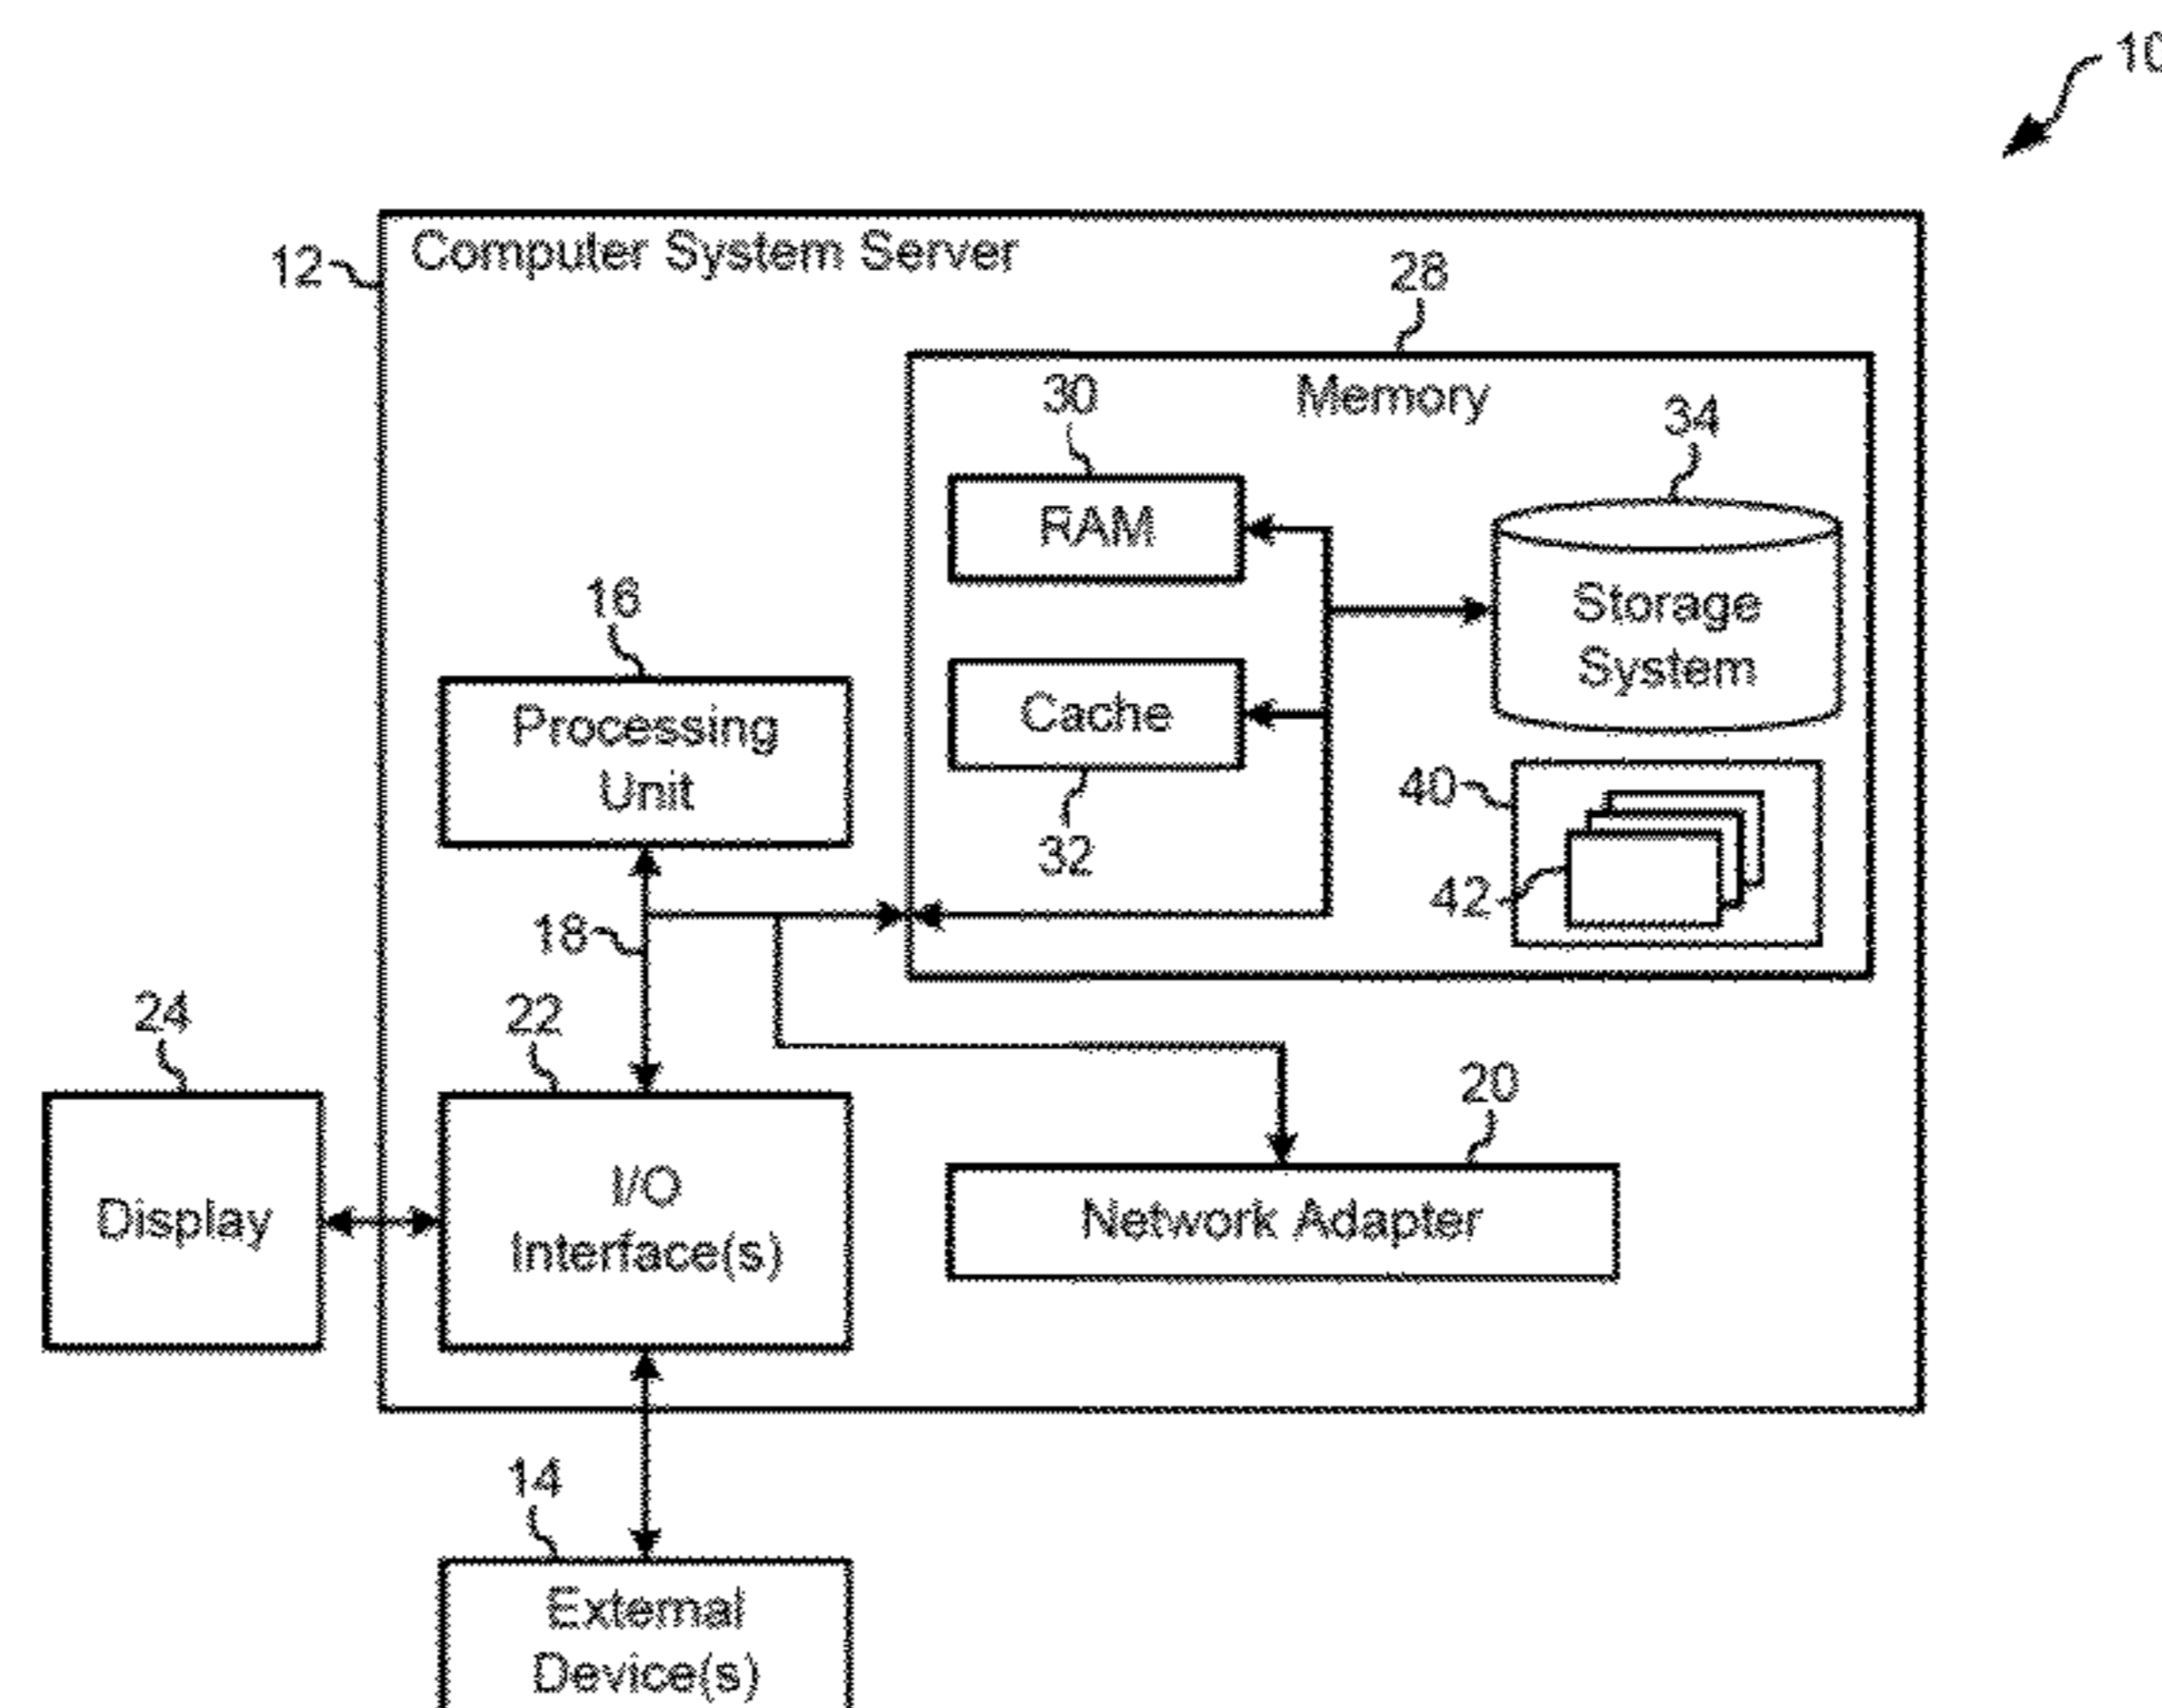 10
12
Computer System Server
28
Memory
30
34
RAM
Storage
System
16
Processing
Unit
Cache
32
40
42
18
24
22
20
Display
I/O
Interface(s)
Network Adapter
14
External
Device(s)